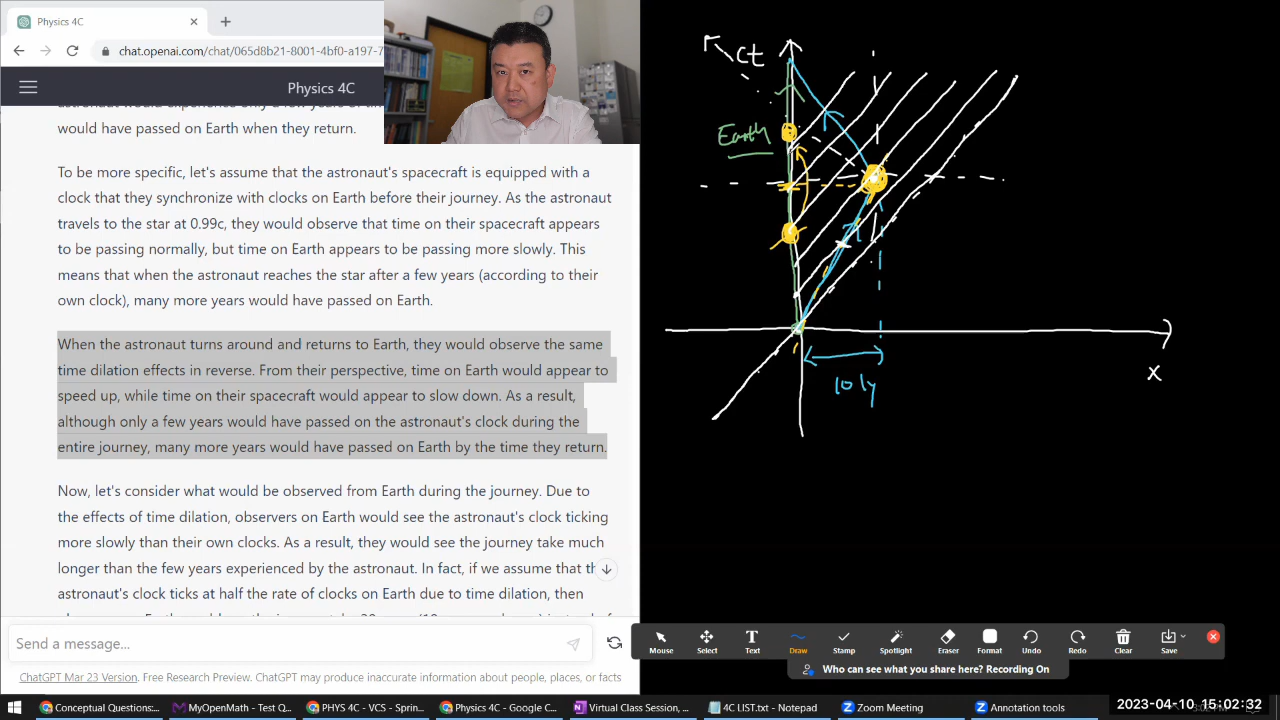 Physics 4C
chat.openai.com/chat/065d8b21-8001-4bf0-a197-7
Physics 4C
would have passed on Earth when they return.
To be more specific, let's assume that the astronaut's spacecraft is equipped with a
clock that they synchronize with clocks on Earth before their journey. As the astronaut
travels to the star at 0.99c, they would observe that time on their spacecraft appears
to be passing normally, but time on Earth appears to be passing more slowly. This
means that when the astronaut reaches the star after a few years (according to their
own clock), many more years would have passed on Earth.
When the astronaut turns around and returns to Earth, they would observe the same
time dilation effects in reverse. From their perspective, time on Earth would appear to
speed up, while time on their spacecraft would appear to slow down. As a result,
although only a few years would have passed on the astronaut's clock during the
entire journey, many more years would have passed on Earth by the time they return.
Now, let's consider what would be observed from Earth during the journey. Due to
the effects of time dilation, observers on Earth would see the astronaut's clock ticking
more slowly than their own clocks. As a result, they would see the journey take much
longer than the few years experienced by the astronaut. In fact, if we assume that
astronaut's clock ticks at half the rate of clocks on Earth due to time dilation, then
Send a message...
ChatGPT Mar 23 Version. Free Research Preview. ChatGPT may produce inaccurate information about people, places, or facts
ct
Earth
10 ly
x
Mouse Select Text Draw Stamp Spotlight Eraser Format Undo Redo Clear Save
Who can see what you share here? Recording On
Conceptual Questions:... MyOpenMath - Test Q... PHYS 4C - VCS - Sprin... Physics 4C - Google C... Virtual Class Session, ... 4C LIST.txt - Notepad Zoom Meeting Annotation tools
2023-04-10 15:02:32